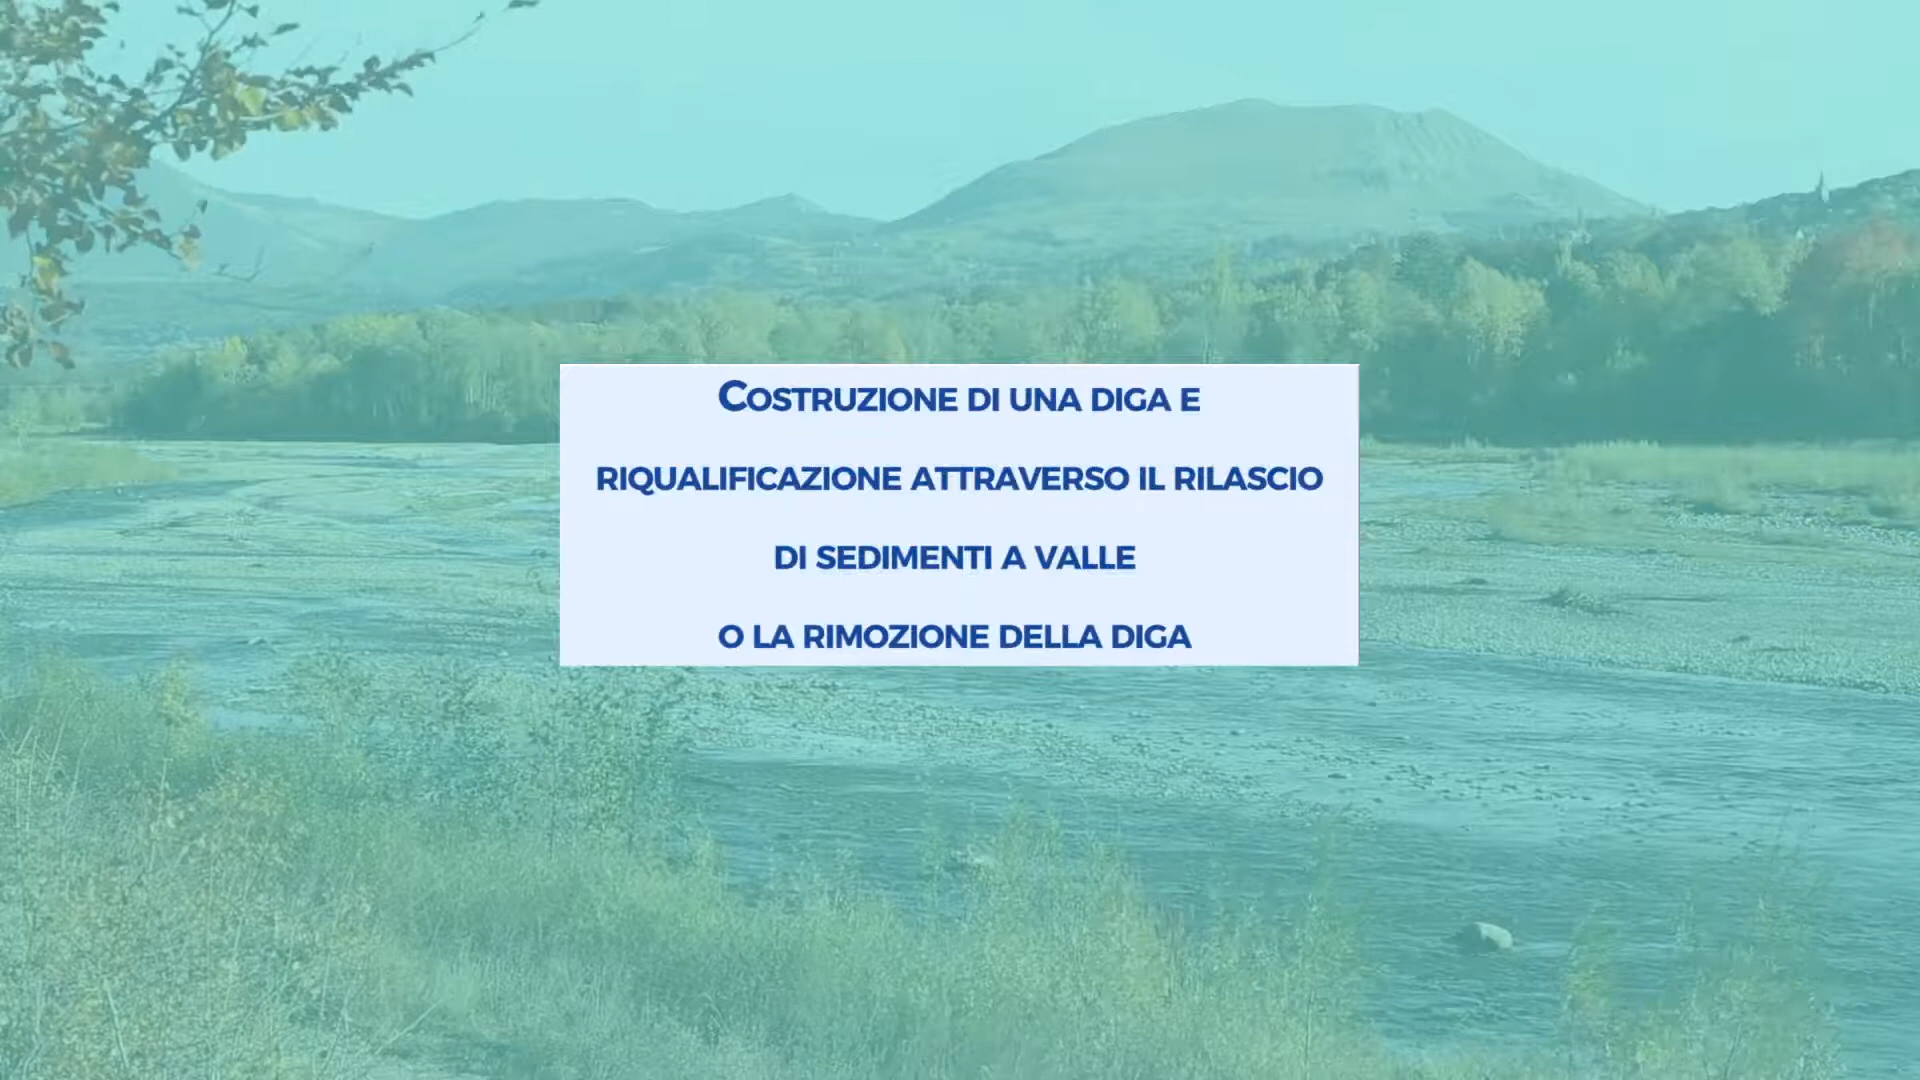 Costruzione di una diga e
riqualificazione attraverso il rilascio
di sedimenti a valle
o la rimozione della diga